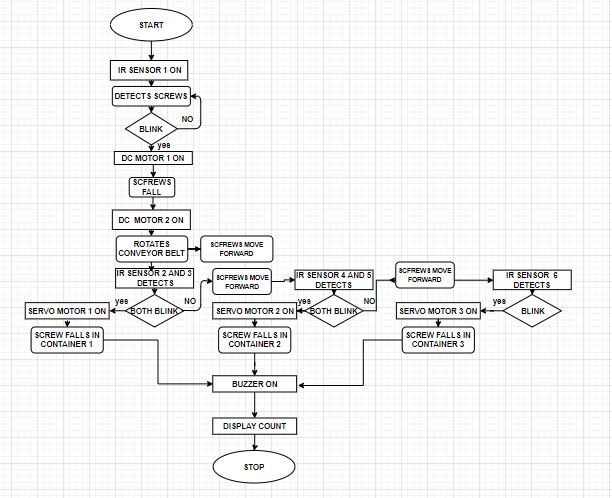 START
IR SENSOR 1 ON
DETECTS SCREWS
NO
BLINK
yes
DC MOTOR 1 ON
SCFREWS
FALL
DC MOTOR 2 ON
ROTATES
CONVEYOR BELT
SCFREWS MOVE
FORWARD
IR SENSOR 2 AND 3
DETECTS
SCFREWS MOVE
FORWARD
IR SENSOR 4 AND 5
DETECTS
SCFREWS MOVE
FORWARD
IR SENSOR 6
DETECTS
yes
NO
yes
NO
yes
SERVO MOTOR 1 ON
BOTH BLINK
SERVO MOTOR 2 ON
BOTH BLINK
SERVO MOTOR 3 ON
BLINK
SCREW FALLS IN
CONTAINER 1
SCREW FALLS IN
CONTAINER 2
SCREW FALLS IN
CONTAINER 3
BUZZER ON
DISPLAY COUNT
STOP